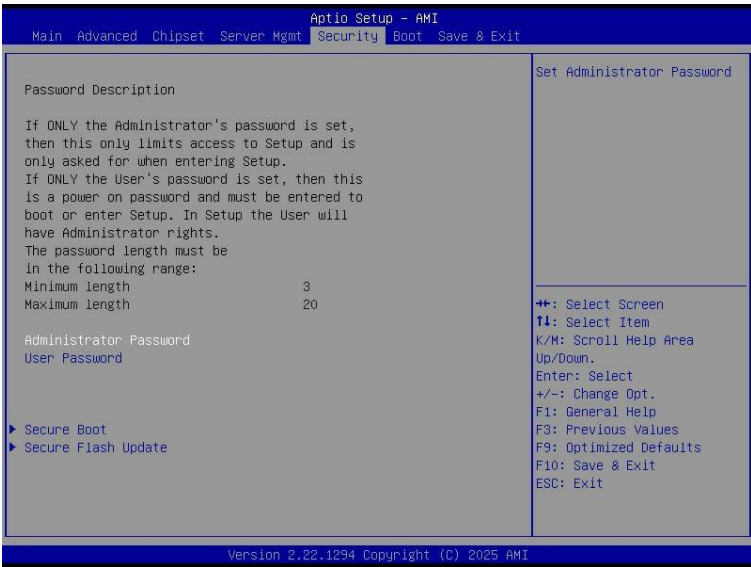 Aptio Setup - AMI
Main Advanced Chipset Server Mgmt Security Boot Save & Exit
Password Description
If ONLY the Administrator's password is set,
then this only limits access to Setup and is
only asked for when entering Setup.
If ONLY the User's password is set, then this
is a power on password and must be entered to
boot or enter Setup. In Setup the User will
have Administrator rights.
The password length must be
in the following range:
Minimum length 3
Maximum length 20
Administrator Password
User Password
Secure Boot
Secure Flash Update
Set Administrator Password
→←: Select Screen
↑↓: Select Item
K/M: Scroll Help Area
Up/Down.
Enter: Select
+/-: Change Opt.
F1: General Help
F3: Previous Values
F9: Optimized Defaults
F10: Save & Exit
ESC: Exit
Version 2.22.1294 Copyright (C) 2025 AMI